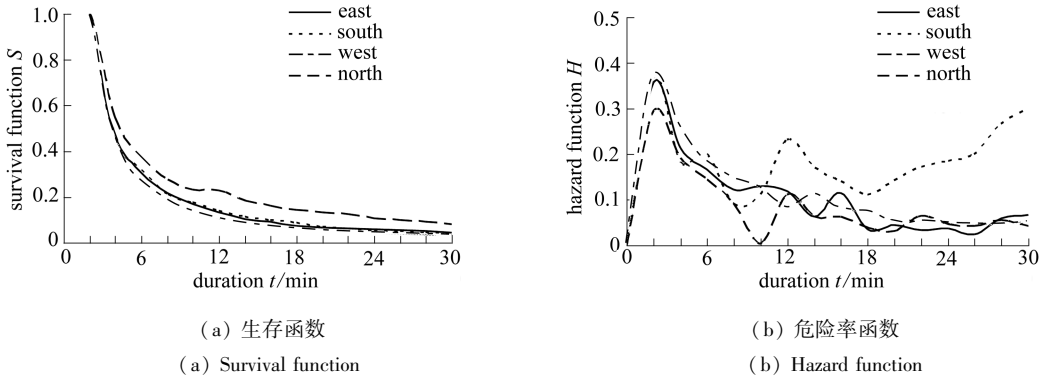 1.0
0.8
0.6
0.4
0.2
0
survival function S
0
6
12
18
24
30
duration t/min
east
south
west
north
(a) 生存函数
(a) Survival function
0.5
0.4
0.3
0.2
0.1
0
hazard function H
0
6
12
18
24
30
duration t/min
east
south
west
north
(b) 危险率函数
(b) Hazard function